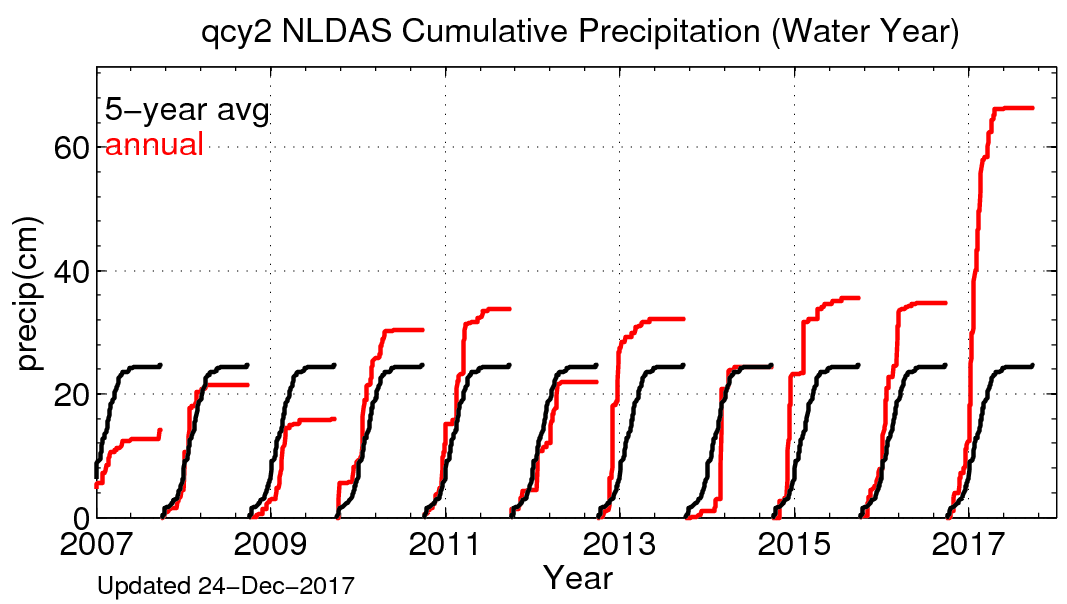 qcy2 NLDAS Cumulative Precipitation (Water Year)
5−year avg
annual
60
40
20
0
precip(cm)
2007 2009 2011 2013 2015 2017
Year
Updated 24−Dec−2017